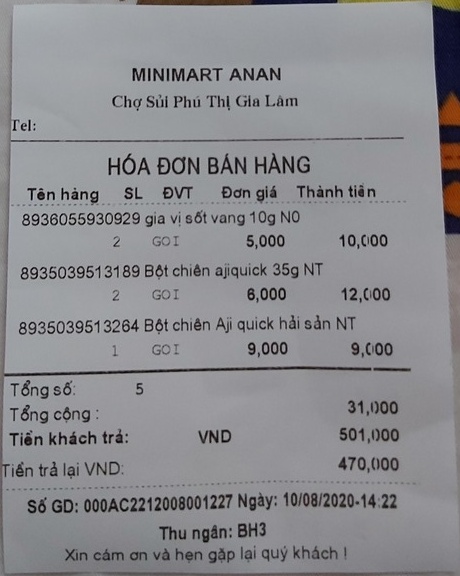 MINIMART ANAN
Chợ Sủi Phú Thị Gia Lâm
Tel:
HÓA ĐƠN BÁN HÀNG
Tên hàng SL ĐVT Đơn giá Thành tiền
8936055930929 gia vị sốt vang 10g N0
2 GOI 5,000 10,000
8935039513189 Bột chiên ajiquick 35g NT
2 GOI 6,000 12,000
8935039513264 Bột chiên Aji quick hải sản NT
1 GOI 9,000 9,000
Tổng số: 5
Tổng cộng : 31,000
Tiền khách trả: VND 501,000
Tiền trả lại VND: 470,000
Số GD: 000AC2212008001227 Ngày: 10/08/2020-14:22
Thu ngân: BH3
Xin cám ơn và hẹn gặp lại quý khách !